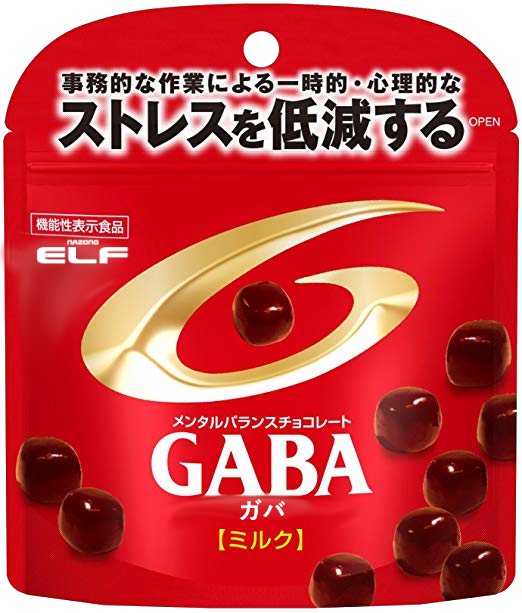 事務的な作業による一時的・心理的な
ストレスを低減する
OPEN
機能性表示食品
NAZONO
ELF
メンタルバランスチョコレート
GABA
ガバ
【ミルク】